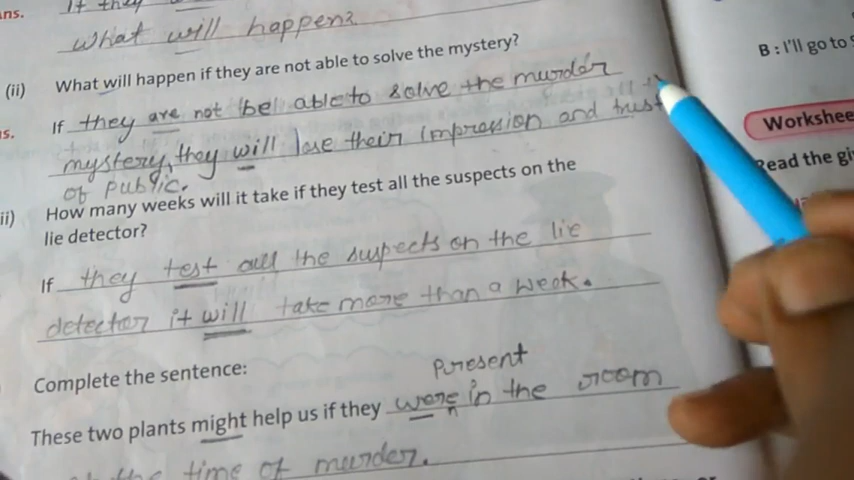 ns.
If they
What will happen?
(ii) What will happen if they are not able to solve the mystery?
B : I'll go to s
s.
If they are not be able to solve the murder
mystery, they will lose their impression and trust
of public.
Workshee
Read the gi
ii) How many weeks will it take if they test all the suspects on the
lie detector?
If they test all the suspects on the lie
detector it will take more than a week.
Complete the sentence:
present
These two plants might help us if they were in the room
the time of murder.